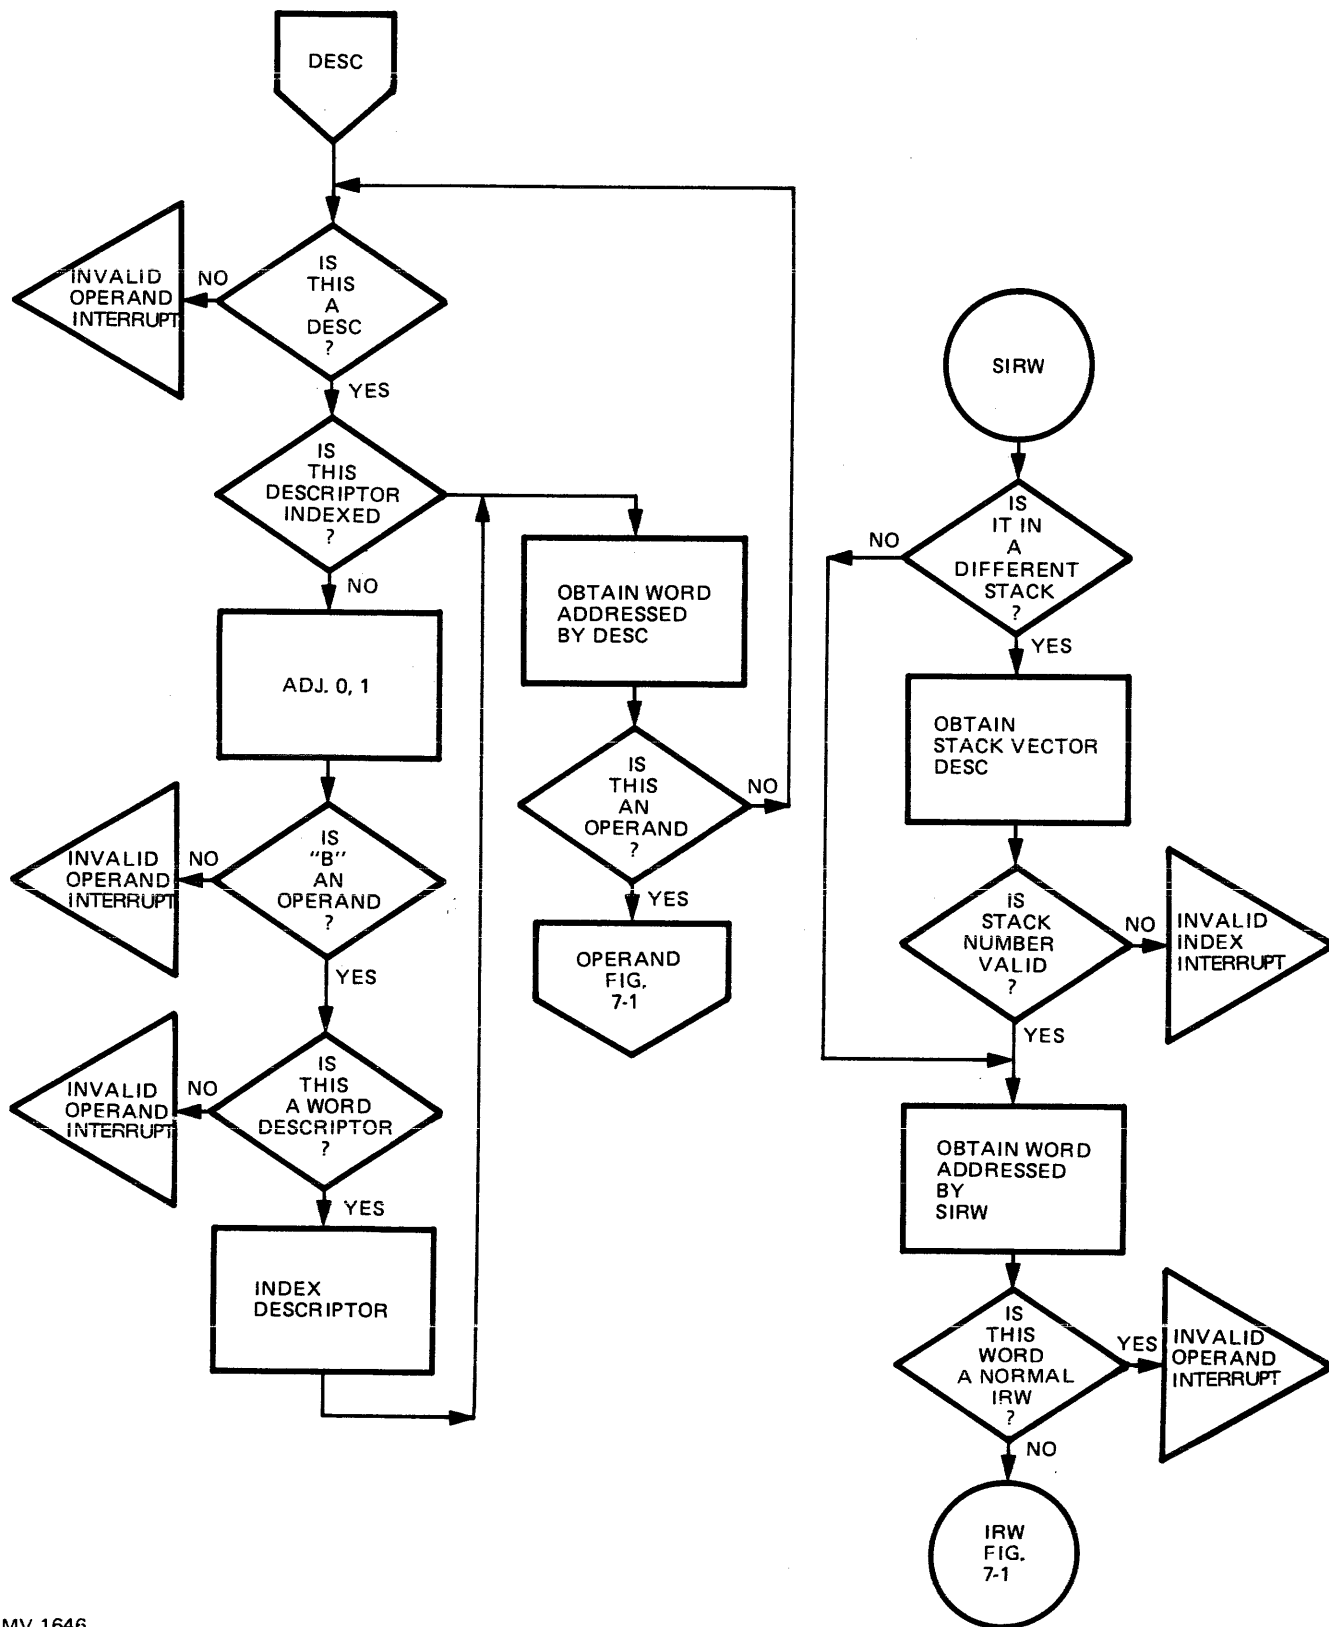 DESC
IS
THIS
A
DESC
?
NO
INVALID
OPERAND
INTERRUPT
YES
IS
THIS
DESCRIPTOR
INDEXED
?
NO
ADJ. 0, 1
IS
"B"
AN
OPERAND
?
NO
INVALID
OPERAND
INTERRUPT
YES
IS
THIS
A WORD
DESCRIPTOR
?
NO
INVALID
OPERAND
INTERRUPT
YES
INDEX
DESCRIPTOR
OBTAIN WORD
ADDRESSED
BY DESC
IS
THIS
AN
OPERAND
?
NO
YES
OPERAND
FIG.
7-1
SIRW
IS
IT IN
A
DIFFERENT
STACK
?
NO
YES
OBTAIN
STACK VECTOR
DESC
IS
STACK
NUMBER
VALID
?
NO
INVALID
INDEX
INTERRUPT
YES
OBTAIN WORD
ADDRESSED
BY
SIRW
IS
THIS
WORD
A NORMAL
IRW
?
YES
INVALID
OPERAND
INTERRUPT
NO
IRW
FIG.
7-1
MV 1646